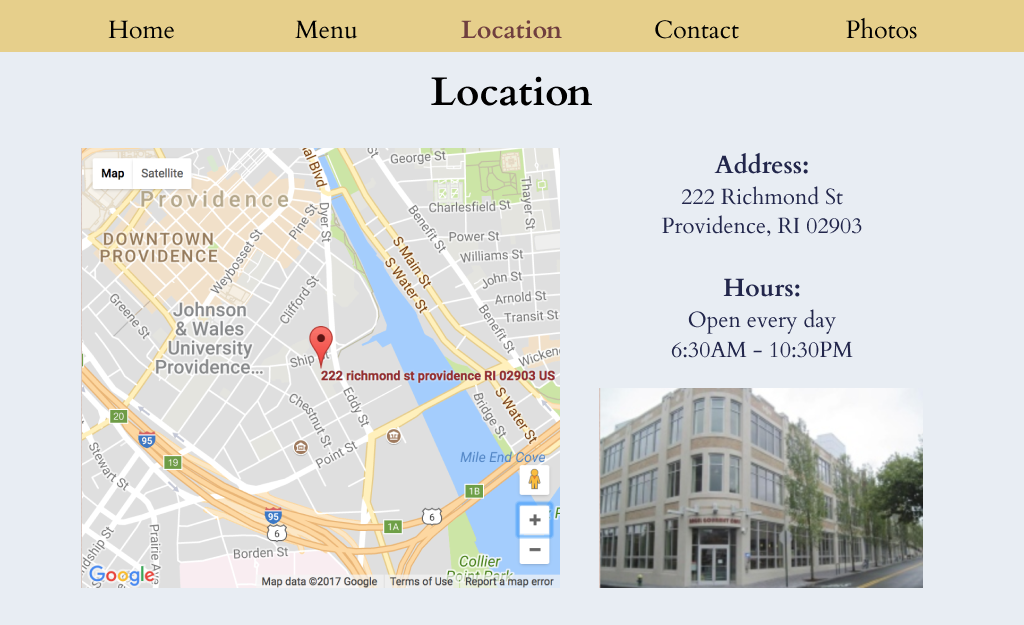 Home
Menu
Location
Contact
Photos
Location
Map
Satellite
George St
Thayer St
Providence
Dyer St
Pine St
Charlesfield St
Benefit St
DOWNTOWN
PROVIDENCE
Weybosset St
S Main St
S Water St
Power St
Williams St
John St
Clifford St
Arnold St
Greene St
Johnson
& Wales
University
Providence...
Transit St
Benefit St
Ship St
Wicken
222 richmond st providence RI 02903 US
Eddy St
Chestnut St
Bridge St
S Water St
20
95
Point St
Stewart St
19
Mile End Cove
1B
95
6
6
1A
Prairie Ave
Borden St
Collier
Point Park
Google
Map data ©2017 Google
Terms of Use
Report a map error
Address:
222 Richmond St
Providence, RI 02903
Hours:
Open every day
6:30AM - 10:30PM